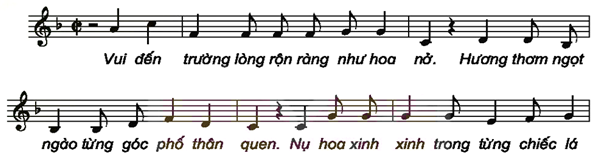 Vui đến trường lòng rộn ràng như hoa nở. Hương thơm ngọt
ngào từng góc phố thân quen. Nụ hoa xinh xinh trong từng chiếc lá